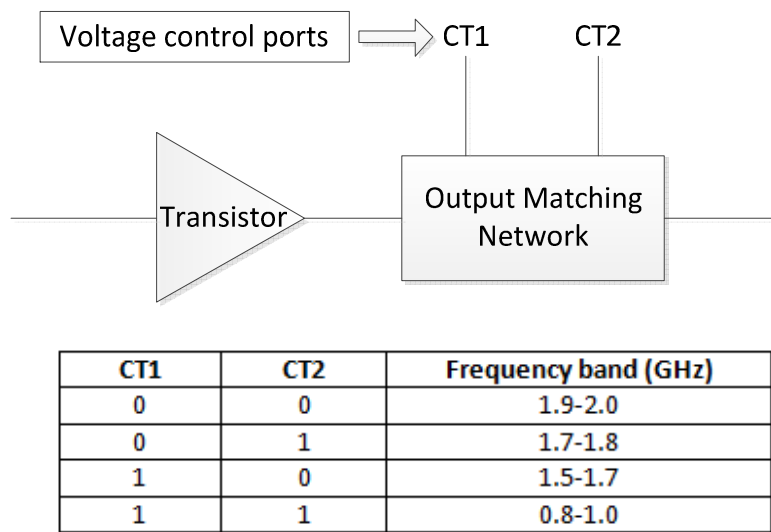 Voltage control ports CT1 CT2
Transistor
Output Matching
Network
CT1 CT2 Frequency band (GHz)
0 0 1.9-2.0
0 1 1.7-1.8
1 0 1.5-1.7
1 1 0.8-1.0